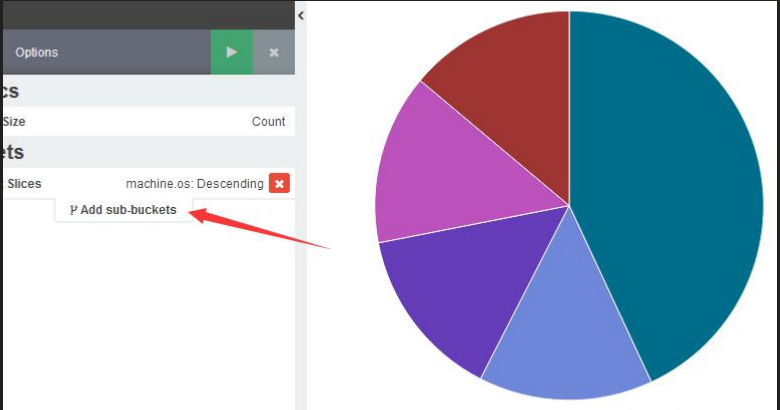 Options
cs
Size
Count
ets
Slices
machine.os: Descending
Add sub-buckets